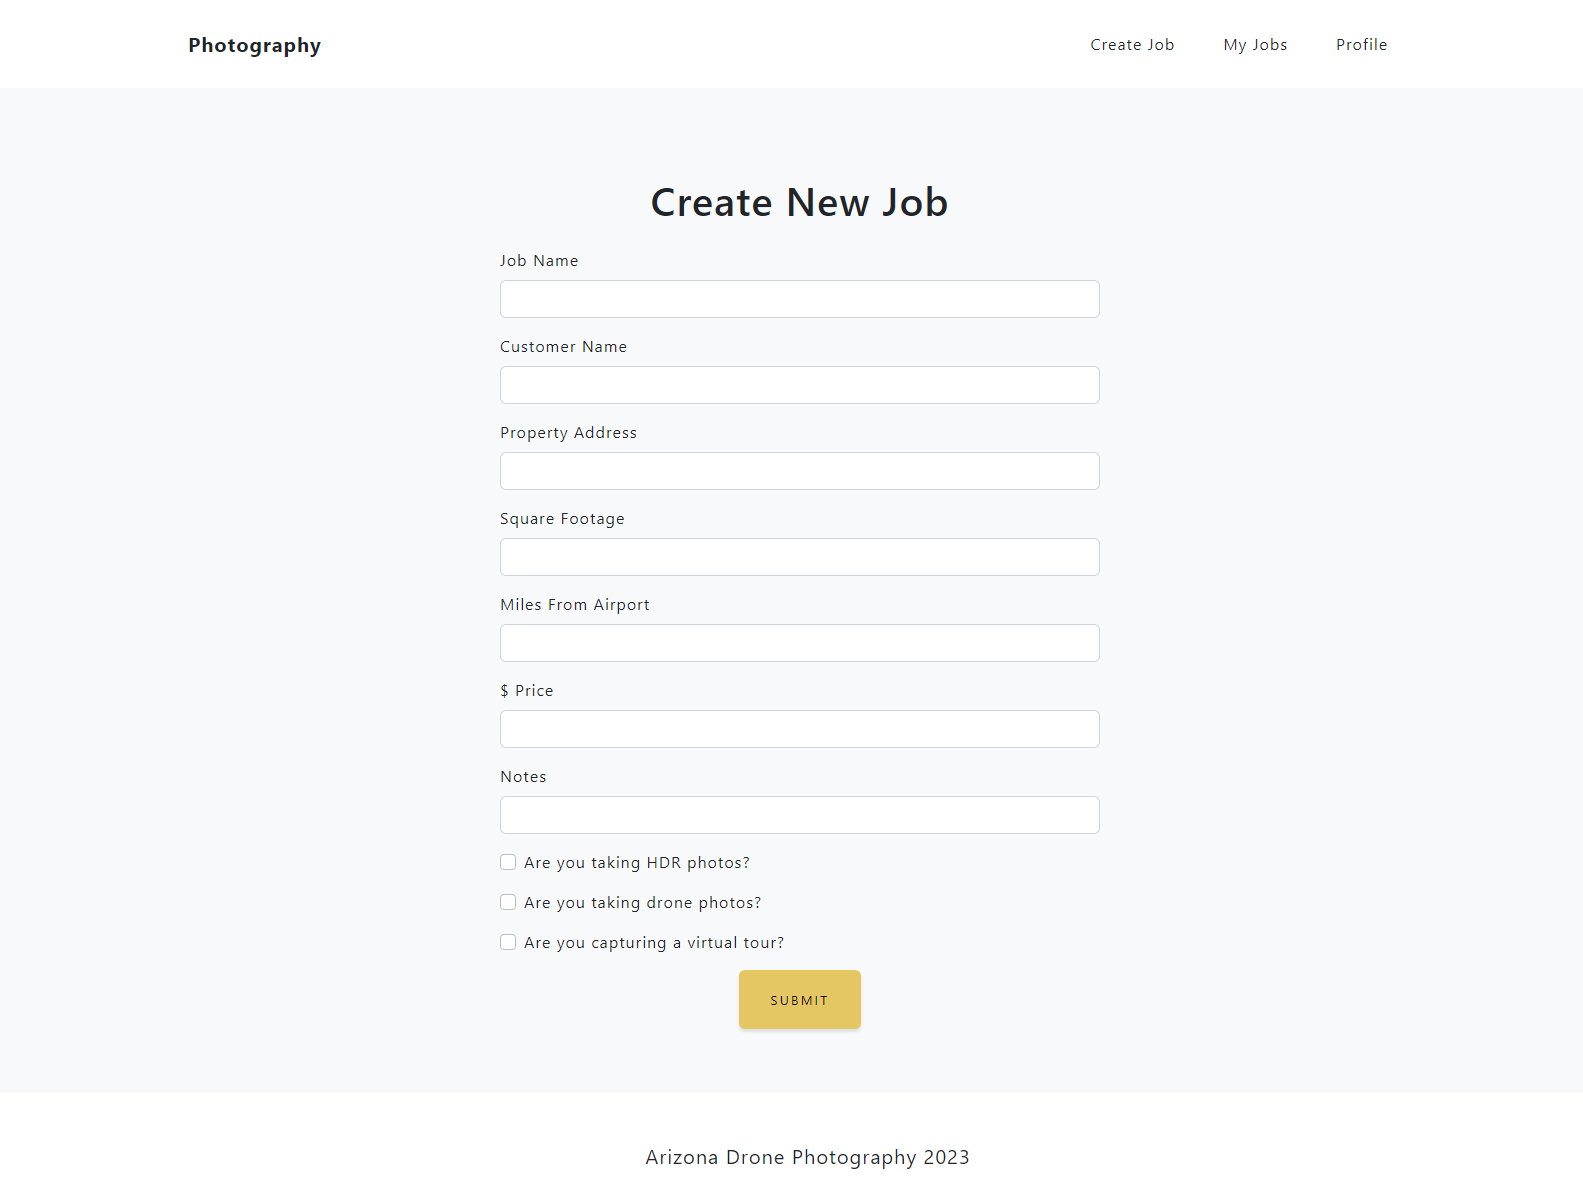 Photography
Create Job My Jobs Profile
Create New Job
Job Name
Customer Name
Property Address
Square Footage
Miles From Airport
$ Price
Notes
Are you taking HDR photos?
Are you taking drone photos?
Are you capturing a virtual tour?
SUBMIT
Arizona Drone Photography 2023